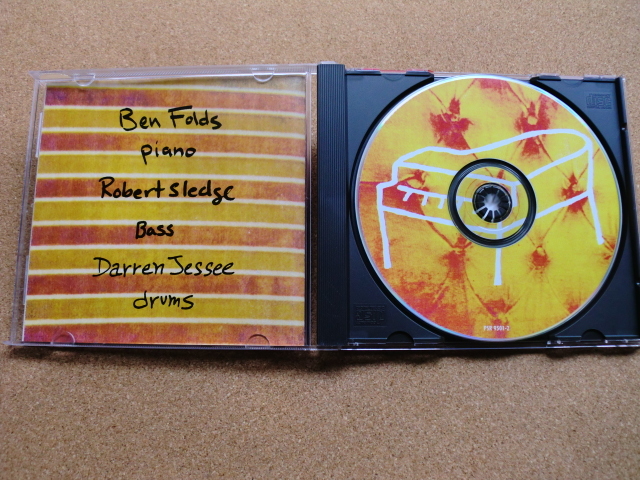 Ben Folds
piano
Robert Sledge
Bass
Darren Jessee
drums